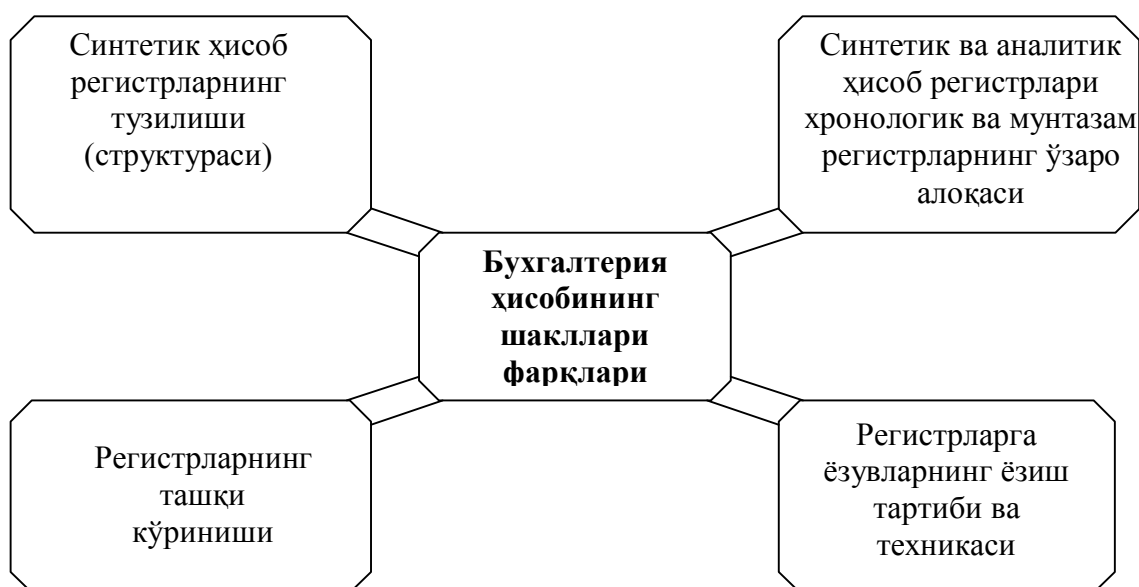 Синтетик ҳисоб
регистрларнинг
тузилиши
(структураси)
Синтетик ва аналитик
ҳисоб регистрлари
хронологик ва мунтазам
регистрларнинг ўзаро
алоқаси
Бухгалтерия
ҳисобининг
шакллари
фарқлари
Регистрларнинг
ташқи
кўриниши
Регистрларга
ёзувларнинг ёзиш
тартиби ва
техникаси